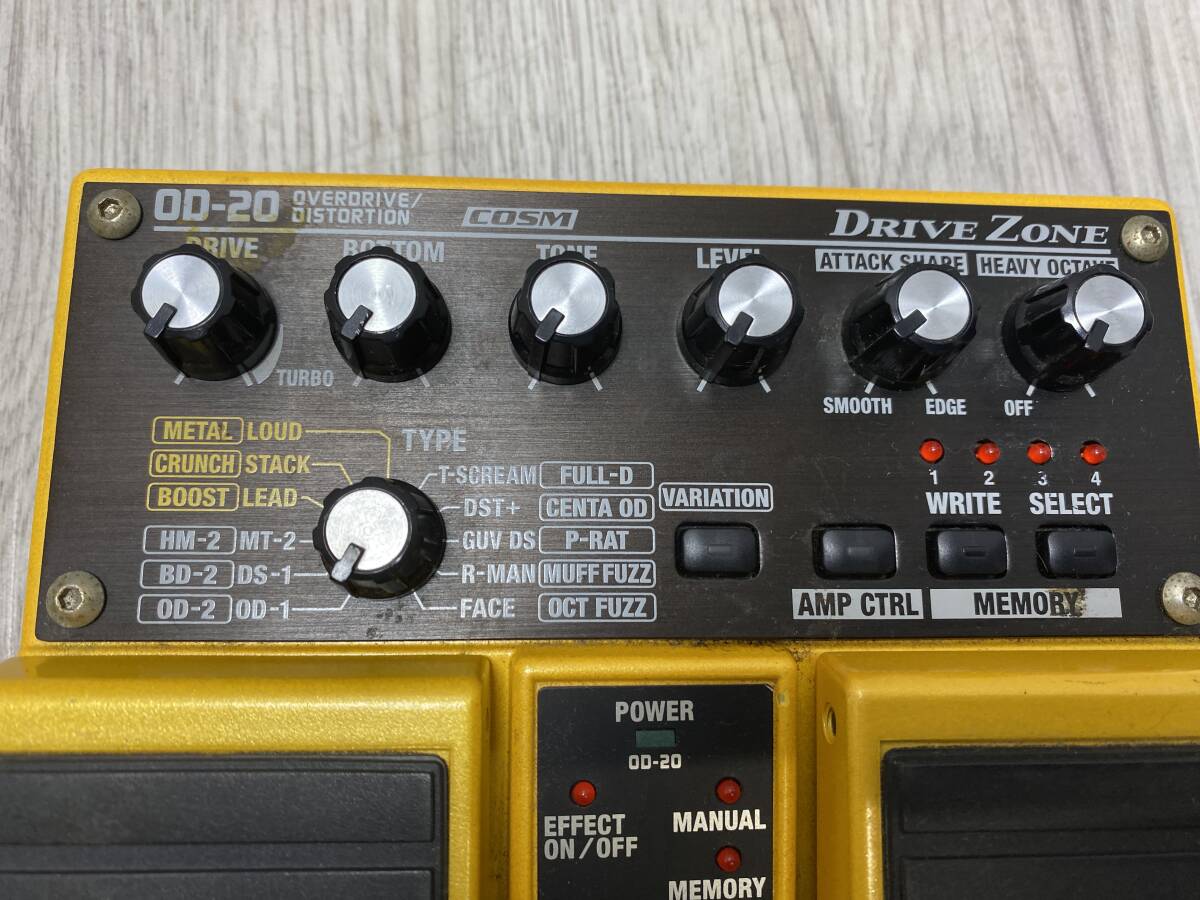 OD-20 OVERDRIVE/
DISTORTION
COSM
DRIVE ZONE
DRIVE
BOTTOM
TONE
LEVEL
ATTACK SHAPE
HEAVY OCTAVE
TURBO
SMOOTH
EDGE
OFF
TYPE
METAL LOUD
CRUNCH STACK
BOOST LEAD
HM-2 MT-2
BD-2 DS-1
OD-2 OD-1
T-SCREAM FULL-D
DST+ CENTA OD
GUV DS P-RAT
R-MAN MUFF FUZZ
FACE OCT FUZZ
VARIATION
1 2 3 4
WRITE SELECT
AMP CTRL
MEMORY
POWER
OD-20
EFFECT
ON/OFF
MANUAL
MEMORY